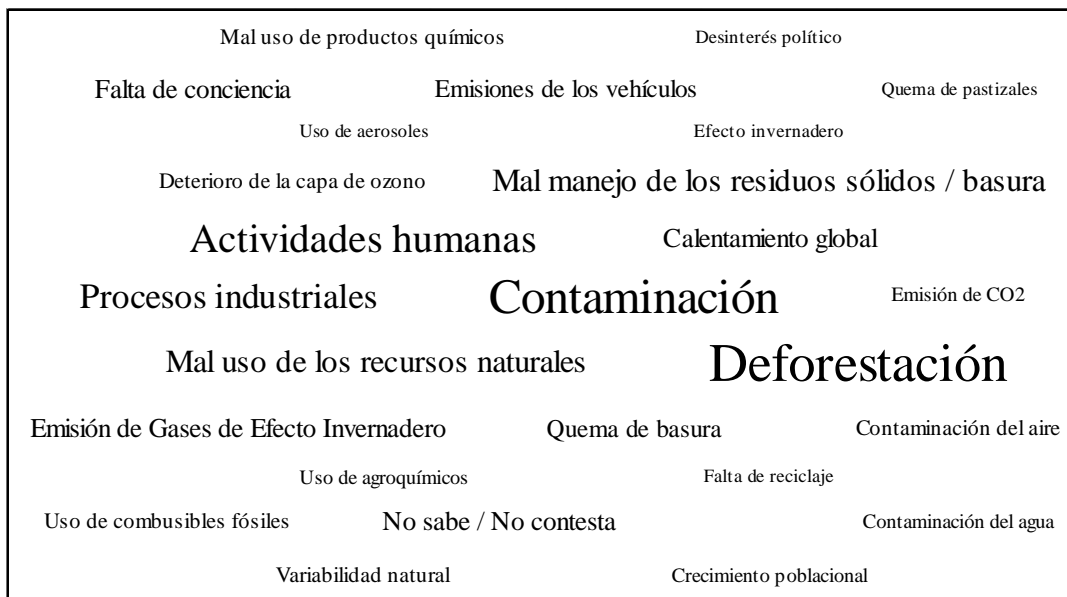 Mal uso de productos químicos Desinterés político
Falta de conciencia Emisiones de los vehículos Quema de pastizales
Uso de aerosoles Efecto invernadero
Deterioro de la capa de ozono Mal manejo de los residuos sólidos / basura
Actividades humanas Calentamiento global
Procesos industriales Contaminación Emisión de CO2
Mal uso de los recursos naturales Deforestación
Emisión de Gases de Efecto Invernadero Quema de basura Contaminación del aire
Uso de agroquímicos Falta de reciclaje
Uso de combusibles fósiles No sabe / No contesta Contaminación del agua
Variabilidad natural Crecimiento poblacional